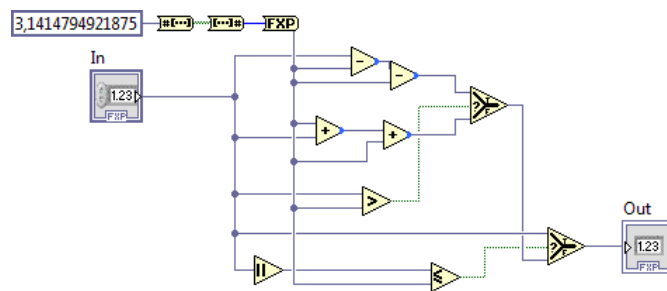 3,1414794921875
#[...]
[...]#
FXP
In
1.23
FXP
-
-
+
+
>
?
T
F
||
≤
?
T
F
Out
1.23
FXP